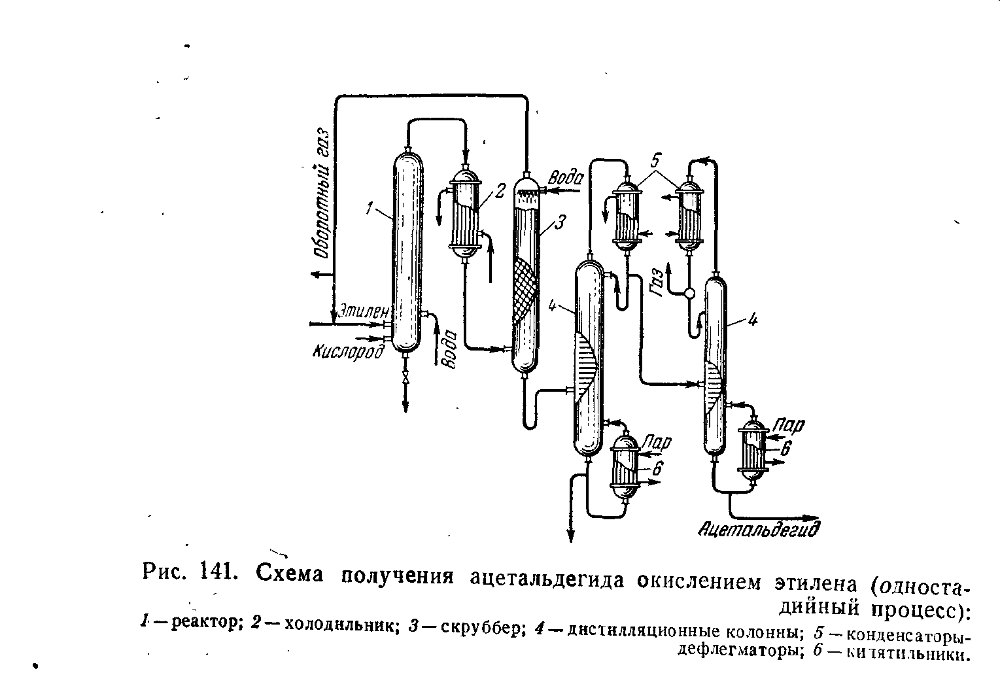 Оборотный газ
Этилен
Кислород
Вода
Вода
Газ
Пар
Пар
Ацетальдегид
1
2
3
4
4
5
6
6
Рис. 141. Схема получения ацетальдегида окислением этилена (односта-
дийный процесс):
1 — реактор; 2 — холодильник; 3 — скруббер; 4 — дистилляционные колонны; 5 — конденсаторы-
дефлегматоры; 6 — кипятильники.